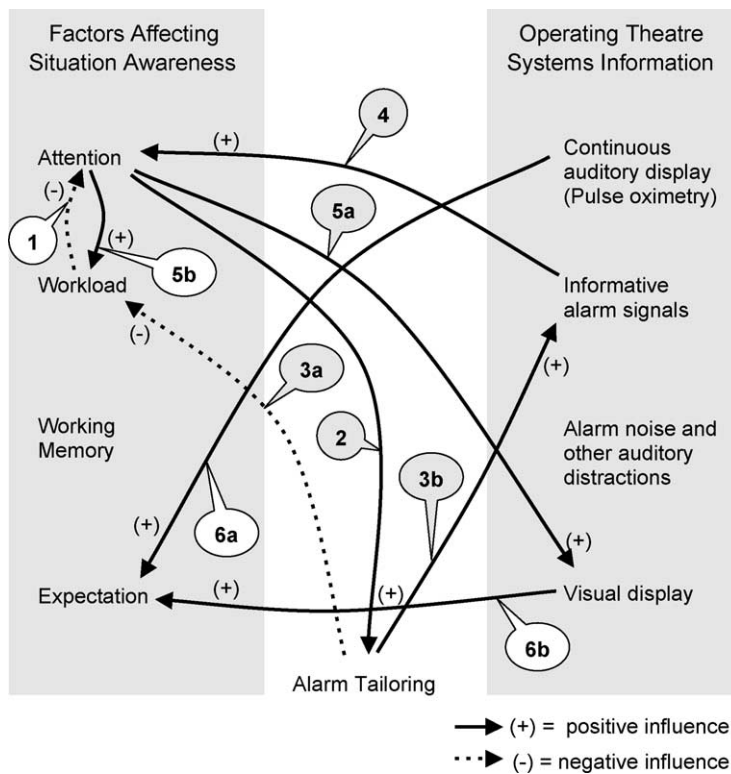 Factors Affecting
Situation Awareness
Operating Theatre
Systems Information
4
(+)
Attention
Continuous
auditory display
(Pulse oximetry)
(-)
5a
1
(+)
5b
Workload
Informative
alarm signals
(-)
(+)
3a
Working
Memory
2
Alarm noise and
other auditory
distractions
3b
6a
(+)
(+)
Expectation
(+)
(+)
Visual display
6b
Alarm Tailoring
(+) = positive influence
(-) = negative influence